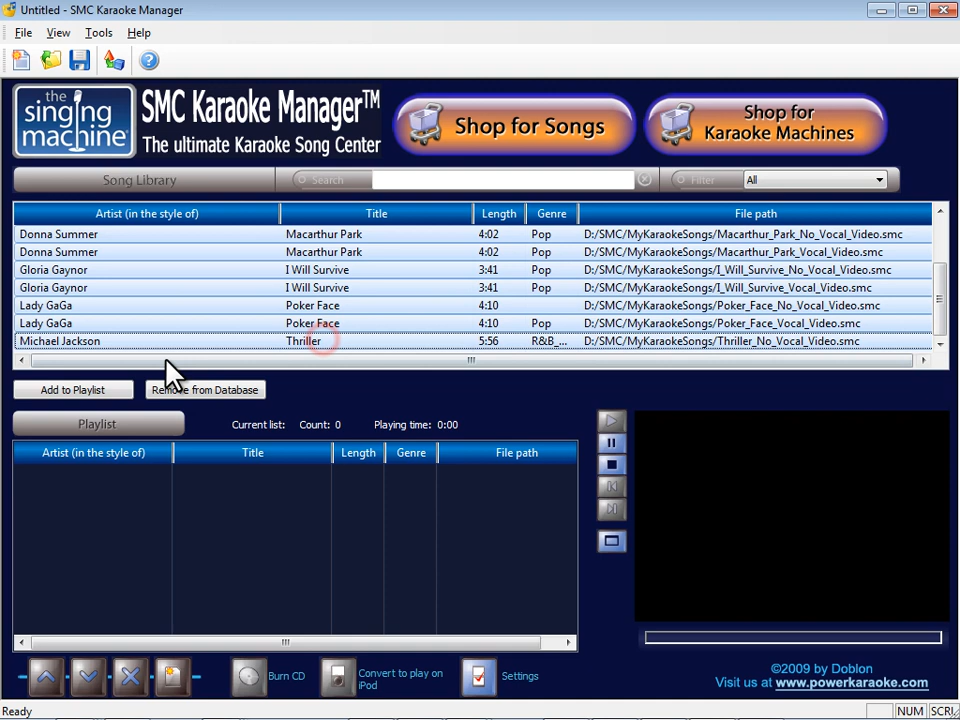 Untitled - SMC Karaoke Manager
File View Tools Help
the singing machine
SMC Karaoke Manager™
The ultimate Karaoke Song Center
Shop for Songs
Shop for Karaoke Machines
Song Library
Search
Filter
All
Artist (in the style of) Title Length Genre File path
Donna Summer Macarthur Park 4:02 Pop D:/SMC/MyKaraokeSongs/Macarthur_Park_No_Vocal_Video.smc
Donna Summer Macarthur Park 4:02 Pop D:/SMC/MyKaraokeSongs/Macarthur_Park_Vocal_Video.smc
Gloria Gaynor I Will Survive 3:41 Pop D:/SMC/MyKaraokeSongs/I_Will_Survive_No_Vocal_Video.smc
Gloria Gaynor I Will Survive 3:41 Pop D:/SMC/MyKaraokeSongs/I_Will_Survive_Vocal_Video.smc
Lady GaGa Poker Face 4:10 D:/SMC/MyKaraokeSongs/Poker_Face_No_Vocal_Video.smc
Lady GaGa Poker Face 4:10 Pop D:/SMC/MyKaraokeSongs/Poker_Face_Vocal_Video.smc
Michael Jackson Thriller 5:56 R&B_... D:/SMC/MyKaraokeSongs/Thriller_No_Vocal_Video.smc
Add to Playlist
Remove from Database
Playlist
Current list: Count: 0 Playing time: 0:00
Artist (in the style of) Title Length Genre File path
Burn CD
Convert to play on iPod
Settings
©2009 by Doblon
Visit us at www.powerkaraoke.com
Ready
NUM SCRL